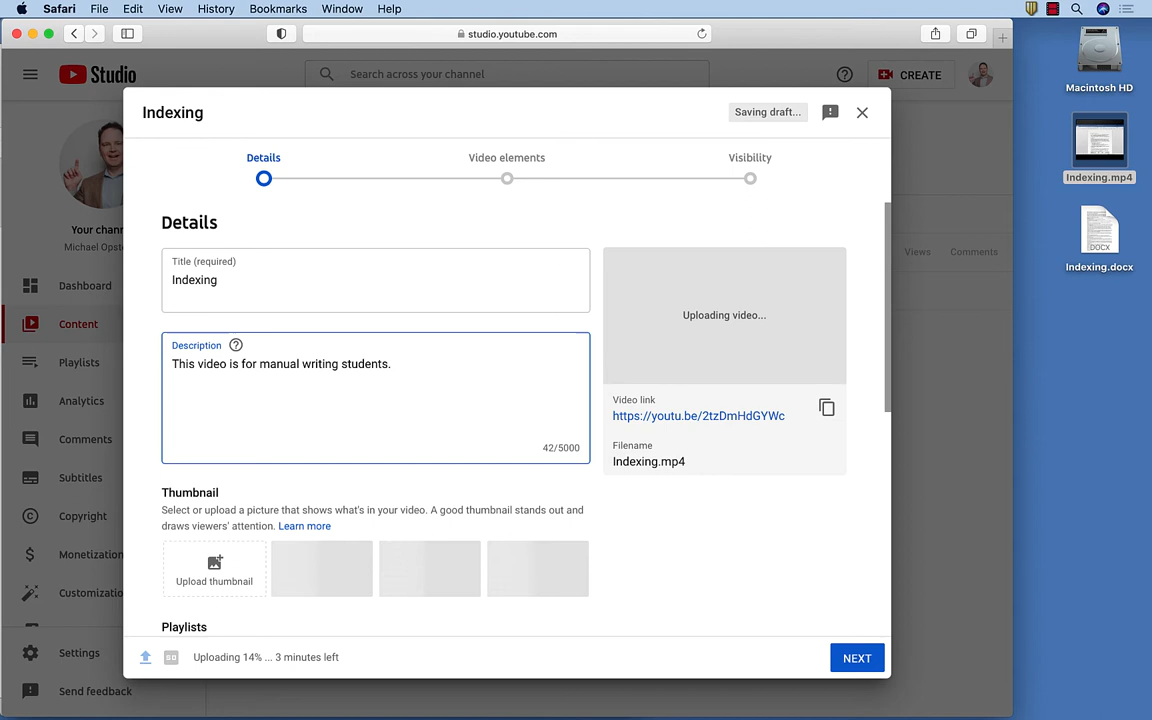 Safari File Edit View History Bookmarks Window Help
studio.youtube.com
Studio
Search across your channel
CREATE
Macintosh HD
Indexing.mp4
DOCX
Indexing.docx
Your chann
Michael Opste
Dashboard
Content
Playlists
Analytics
Comments
Subtitles
Copyright
Monetization
Customizatio
Settings
Send feedback
Views Comments
Indexing
Saving draft...
Details Video elements Visibility
Details
Title (required)
Indexing
Description
This video is for manual writing students.
42/5000
Uploading video...
Video link
https://youtu.be/2tzDmHdGYWc
Filename
Indexing.mp4
Thumbnail
Select or upload a picture that shows what's in your video. A good thumbnail stands out and
draws viewers' attention. Learn more
Upload thumbnail
Playlists
Uploading 14% ... 3 minutes left
NEXT